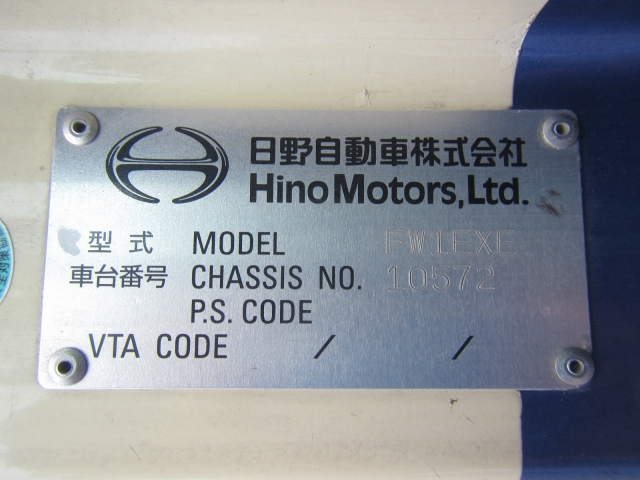 日野自動車株式会社
Hino Motors, Ltd.
型式 MODEL FW1EXE
車台番号 CHASSIS NO. 10572
P.S. CODE
VTA CODE / /